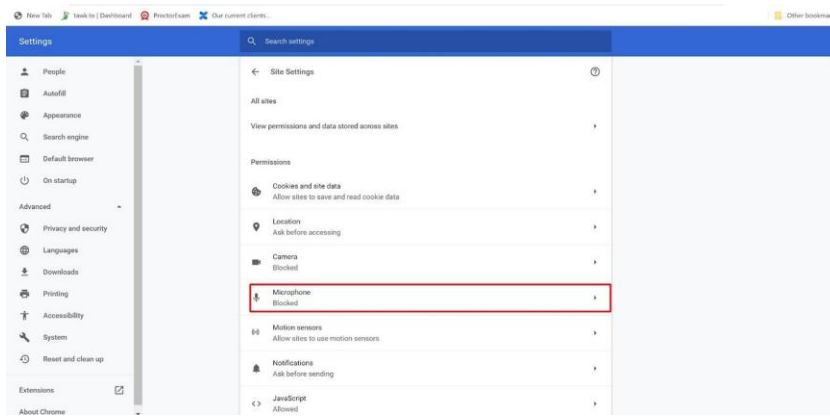 New Tab tawk.to | Dashboard ProctorExam Our current clients... Other bookmar
Settings
Search settings
People
Autofill
Appearance
Search engine
Default browser
On startup
Advanced
Privacy and security
Languages
Downloads
Printing
Accessibility
System
Reset and clean up
Extensions
About Chrome
Site Settings
All sites
View permissions and data stored across sites
Permissions
Cookies and site data
Allow sites to save and read cookie data
Location
Ask before accessing
Camera
Blocked
Microphone
Blocked
Motion sensors
Allow sites to use motion sensors
Notifications
Ask before sending
JavaScript
Allowed